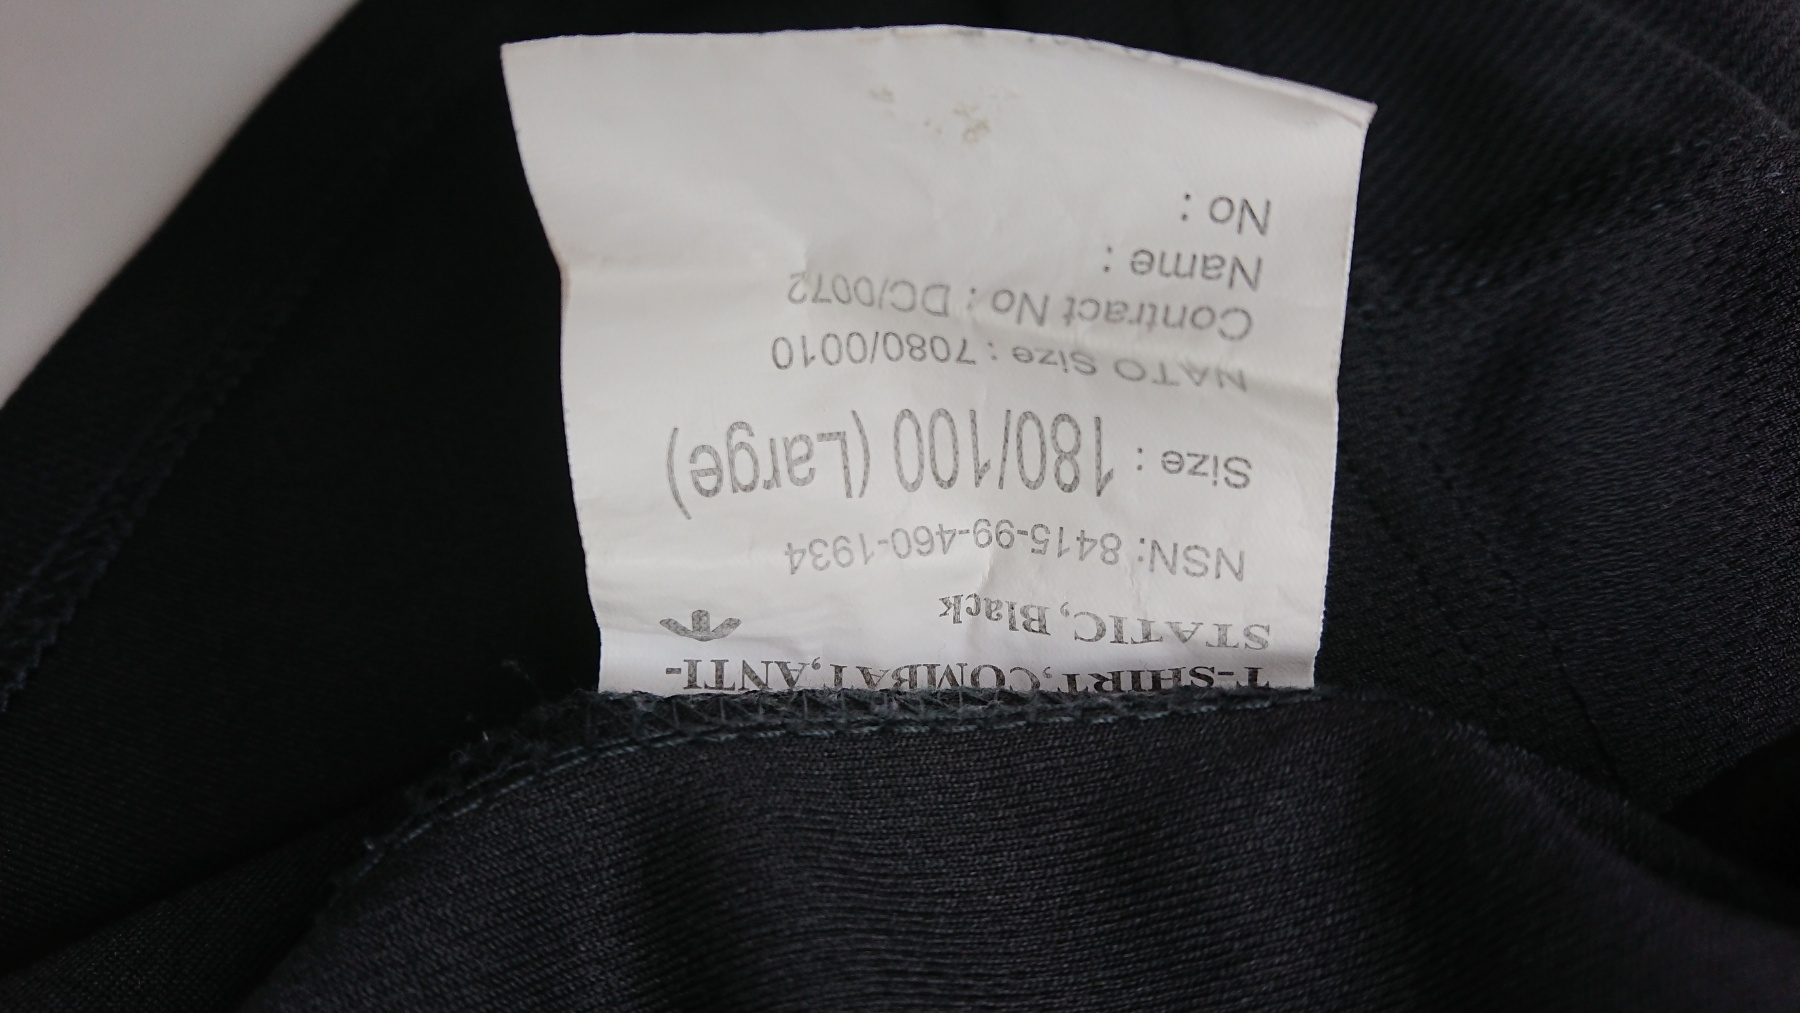 T-SHIRT,COMBAT,ANTI-
STATIC, Black
NSN: 8415-99-460-1934
Size : 180/100 (Large)
NATO Size : 7080/0010
Contract No : DC/0072
Name :
No :